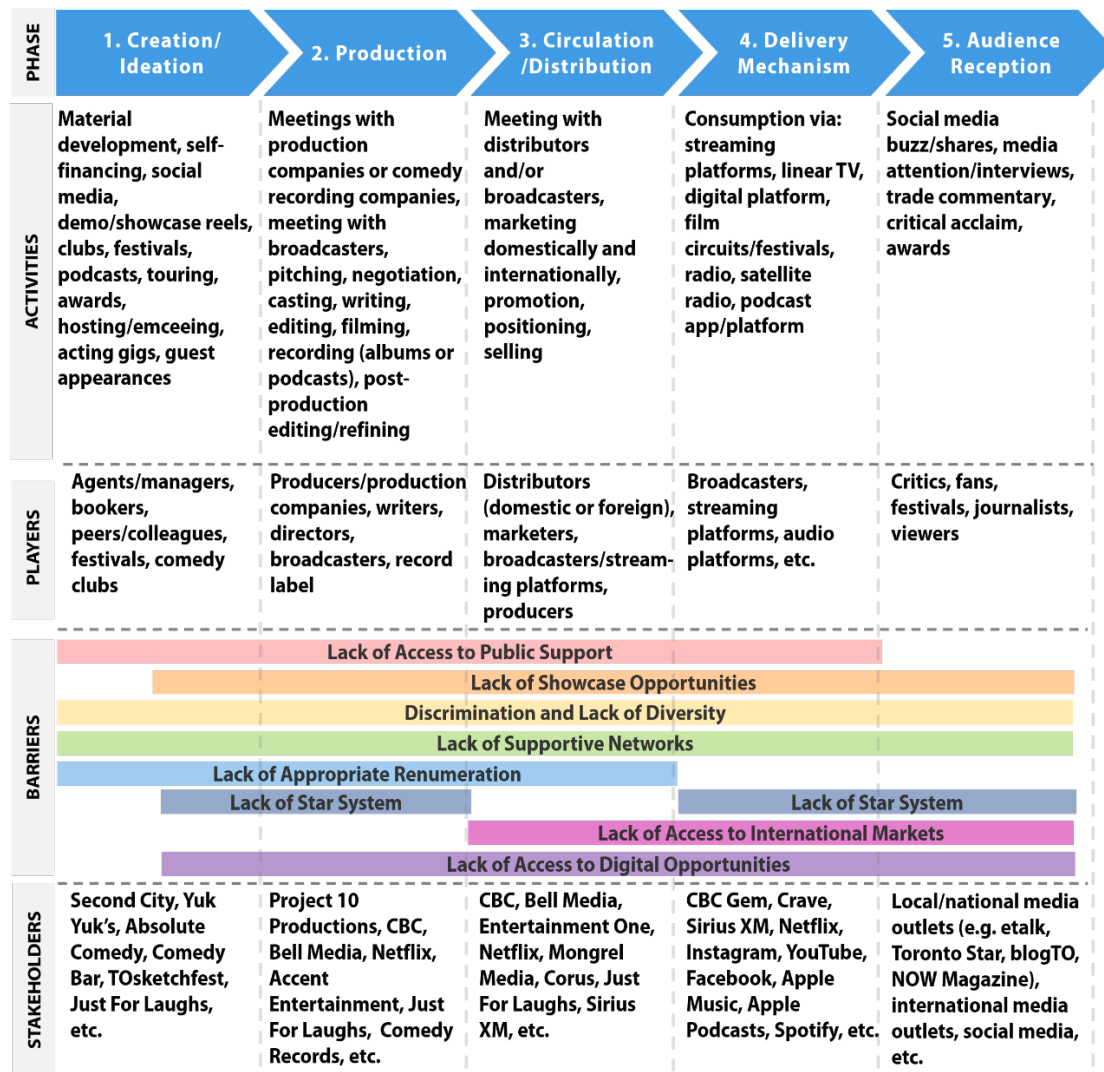 PHASE
1. Creation/
Ideation
2. Production
3. Circulation
/Distribution
4. Delivery
Mechanism
5. Audience
Reception
ACTIVITIES
Material
development, self-
financing, social
media,
demo/showcase reels,
clubs, festivals,
podcasts, touring,
awards,
hosting/emceeing,
acting gigs, guest
appearances
Meetings with
production
companies or comedy
recording companies,
meeting with
broadcasters,
pitching, negotiation,
casting, writing,
editing, filming,
recording (albums or
podcasts), post-
production
editing/refining
Meeting with
distributors
and/or
broadcasters,
marketing
domestically and
internationally,
promotion,
positioning,
selling
Consumption via:
streaming
platforms, linear TV,
digital platform,
film
circuits/festivals,
radio, satellite
radio, podcast
app/platform
Social media
buzz/shares, media
attention/interviews,
trade commentary,
critical acclaim,
awards
PLAYERS
Agents/managers,
bookers,
peers/colleagues,
festivals, comedy
clubs
Producers/production
companies, writers,
directors,
broadcasters, record
label
Distributors
(domestic or foreign),
marketers,
broadcasters/stream-
ing platforms,
producers
Broadcasters,
streaming
platforms, audio
platforms, etc.
Critics, fans,
festivals, journalists,
viewers
BARRIERS
Lack of Access to Public Support
Lack of Showcase Opportunities
Discrimination and Lack of Diversity
Lack of Supportive Networks
Lack of Appropriate Renumeration
Lack of Star System
Lack of Star System
Lack of Access to International Markets
Lack of Access to Digital Opportunities
STAKEHOLDERS
Second City, Yuk
Yuk's, Absolute
Comedy, Comedy
Bar, TOsketchfest,
Just For Laughs,
etc.
Project 10
Productions, CBC,
Bell Media, Netflix,
Accent
Entertainment, Just
For Laughs, Comedy
Records, etc.
CBC, Bell Media,
Entertainment One,
Netflix, Mongrel
Media, Corus, Just
For Laughs, Sirius
XM, etc.
CBC Gem, Crave,
Sirius XM, Netflix,
Instagram, YouTube,
Facebook, Apple
Music, Apple
Podcasts, Spotify, etc.
Local/national media
outlets (e.g. etalk,
Toronto Star, blogTO,
NOW Magazine),
international media
outlets, social media,
etc.